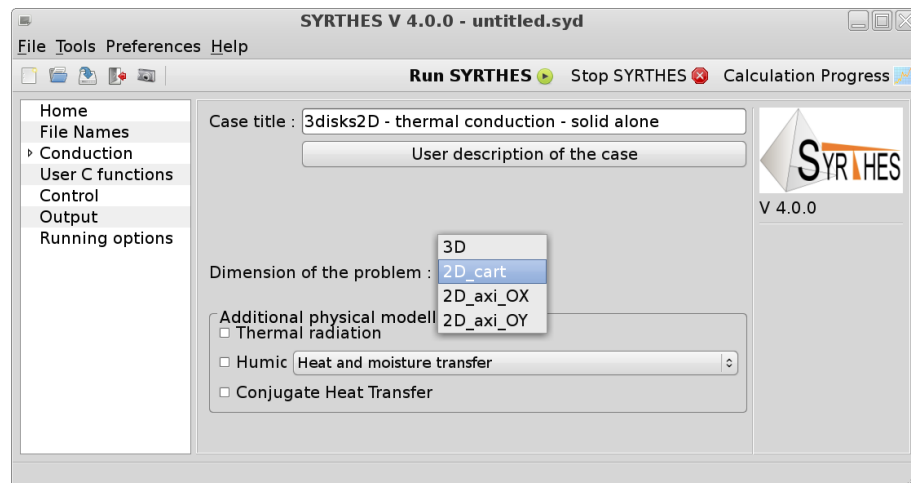 SYRTHES V 4.0.0 - untitled.syd
File Tools Preferences Help
Run SYRTHES Stop SYRTHES Calculation Progress
Home
File Names
Conduction
User C functions
Control
Output
Running options
Case title : 3disks2D - thermal conduction - solid alone
User description of the case
Dimension of the problem :
3D
2D_cart
2D_axi_OX
2D_axi_OY
Additional physical modell
Thermal radiation
Humic Heat and moisture transfer
Conjugate Heat Transfer
SYRTHES
V 4.0.0